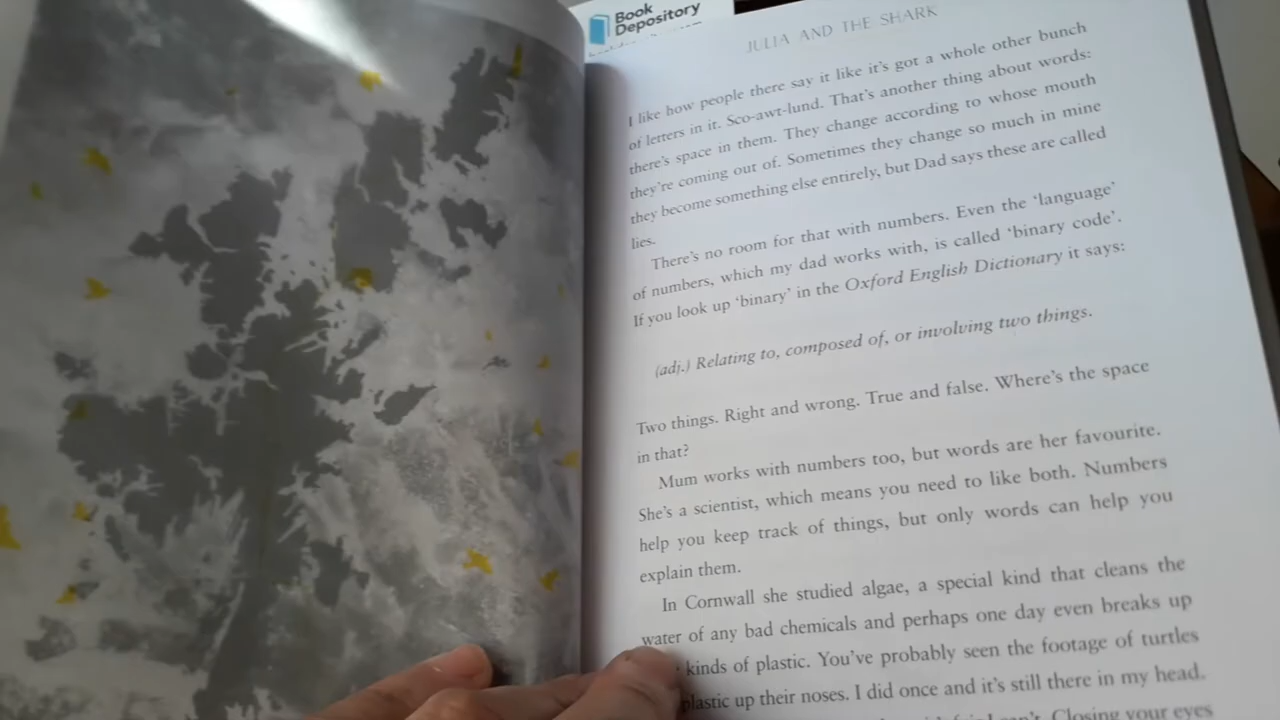 Book
Depository
JULIA AND THE SHARK
I like how people there say it like it's got a whole other bunch
of letters in it. Sco-awt-lund. That's another thing about words:
there's space in them. They change according to whose mouth
they're coming out of. Sometimes they change so much in mine
they become something else entirely, but Dad says these are called
lies.
There's no room for that with numbers. Even the 'language'
of numbers, which my dad works with, is called 'binary code'.
If you look up 'binary' in the Oxford English Dictionary it says:
(adj.) Relating to, composed of, or involving two things.
Two things. Right and wrong. True and false. Where's the space
in that?
Mum works with numbers too, but words are her favourite.
She's a scientist, which means you need to like both. Numbers
help you keep track of things, but only words can help you
explain them.
In Cornwall she studied algae, a special kind that cleans the
water of any bad chemicals and perhaps one day even breaks up
kinds of plastic. You've probably seen the footage of turtles
plastic up their noses. I did once and it's still there in my head.
can't. Closing your eyes